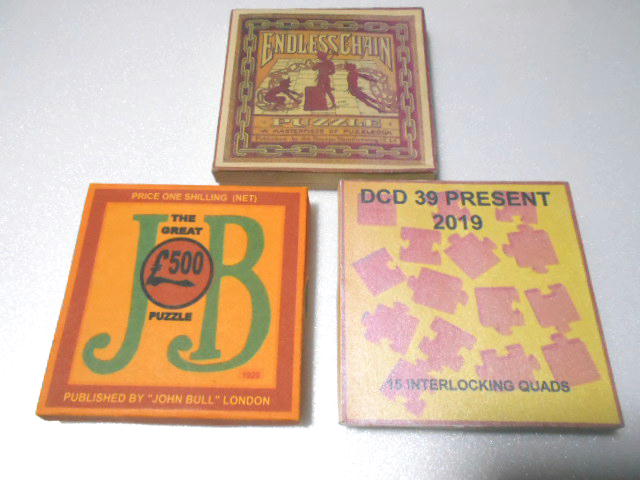 ENDLESS CHAIN
PUZZLE
A MASTERPIECE OF PUZZLEDOM
PRICE ONE SHILLING (NET)
JB
THE
GREAT
£500
PUZZLE
PUBLISHED BY "JOHN BULL" LONDON
DCD 39 PRESENT
2019
15 INTERLOCKING QUADS